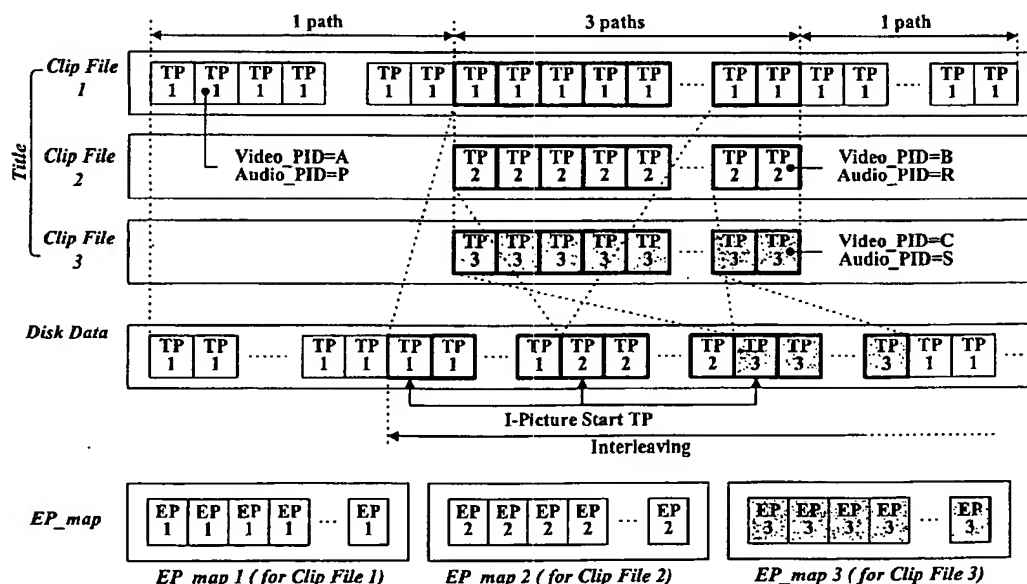 1 path 3 paths 1 path
Title
Clip File
1
TP TP TP TP TP TP TP TP TP TP TP ····· TP TP TP TP ····· TP TP
1 1 1 1 1 1 1 1 1 1 1 1 1 1 1 1 1
Video_PID=A
Audio_PID=P
Clip File
2
TP TP TP TP TP ····· TP TP
2 2 2 2 2 2 2
Video_PID=B
Audio_PID=R
Clip File
3
TP TP TP TP TP ····· TP TP
3 3 3 3 3 3 3
Video_PID=C
Audio_PID=S
Disk Data
TP TP ····· TP TP TP TP ····· TP TP TP ····· TP TP TP ····· TP TP TP ····
1 1 1 1 1 1 1 2 2 2 3 3 3 1 1
I-Picture Start TP
Interleaving
EP_map
EP EP EP EP ··· EP
1 1 1 1 1
EP EP EP EP ··· EP
2 2 2 2 2
EP EP EP EP ··· EP
3 3 3 3 3
EP_map 1 ( for Clip File 1)
EP_map 2 ( for Clip File 2)
EP_map 3 ( for Clip File 3)